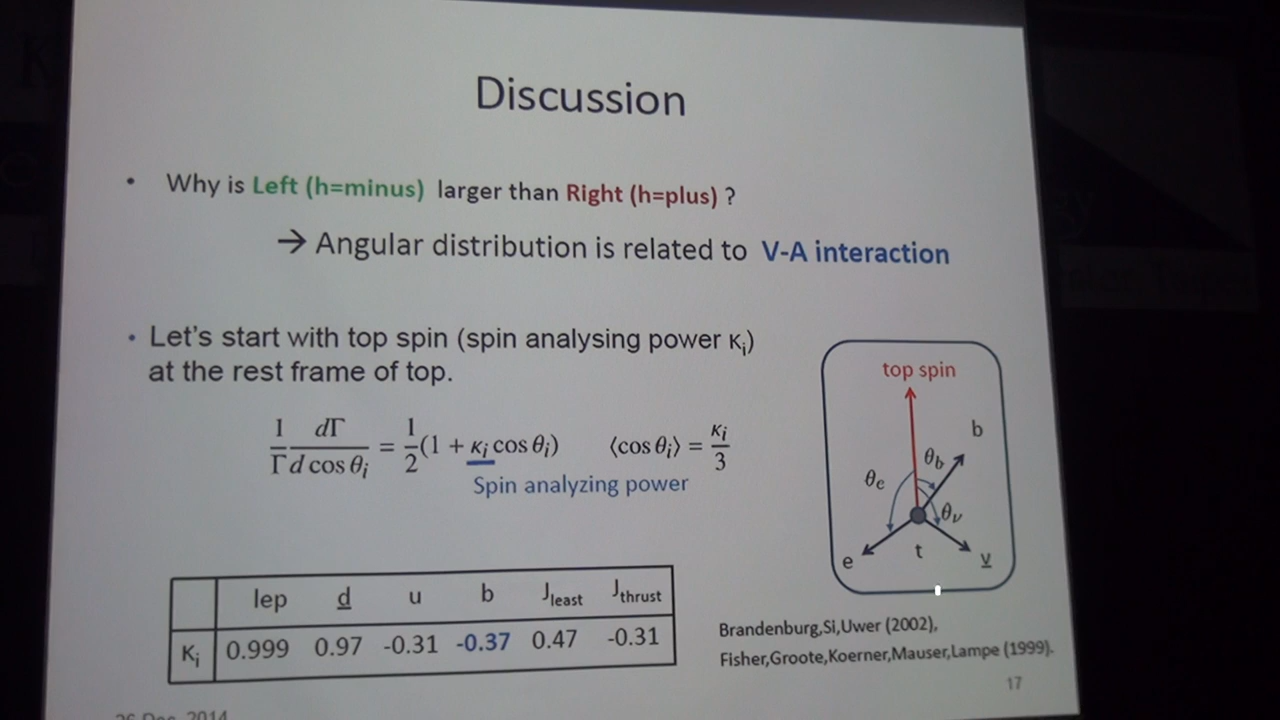 Discussion
• Why is Left (h=minus) larger than Right (h=plus) ?
→ Angular distribution is related to V-A interaction
• Let's start with top spin (spin analysing power κi)
at the rest frame of top.
1/Γ dΓ/d cos θi = 1/2 (1 + κi cos θi) ⟨cos θi⟩ = κi/3
Spin analyzing power
top spin
b
θb
θe
θν
e
t
ν
lep d u b Jleast Jthrust
Κi 0.999 0.97 -0.31 -0.37 0.47 -0.31
Brandenburg,Si,Uwer (2002),
Fisher,Groote,Koerner,Mauser,Lampe (1999).
17
26 Dec. 2014